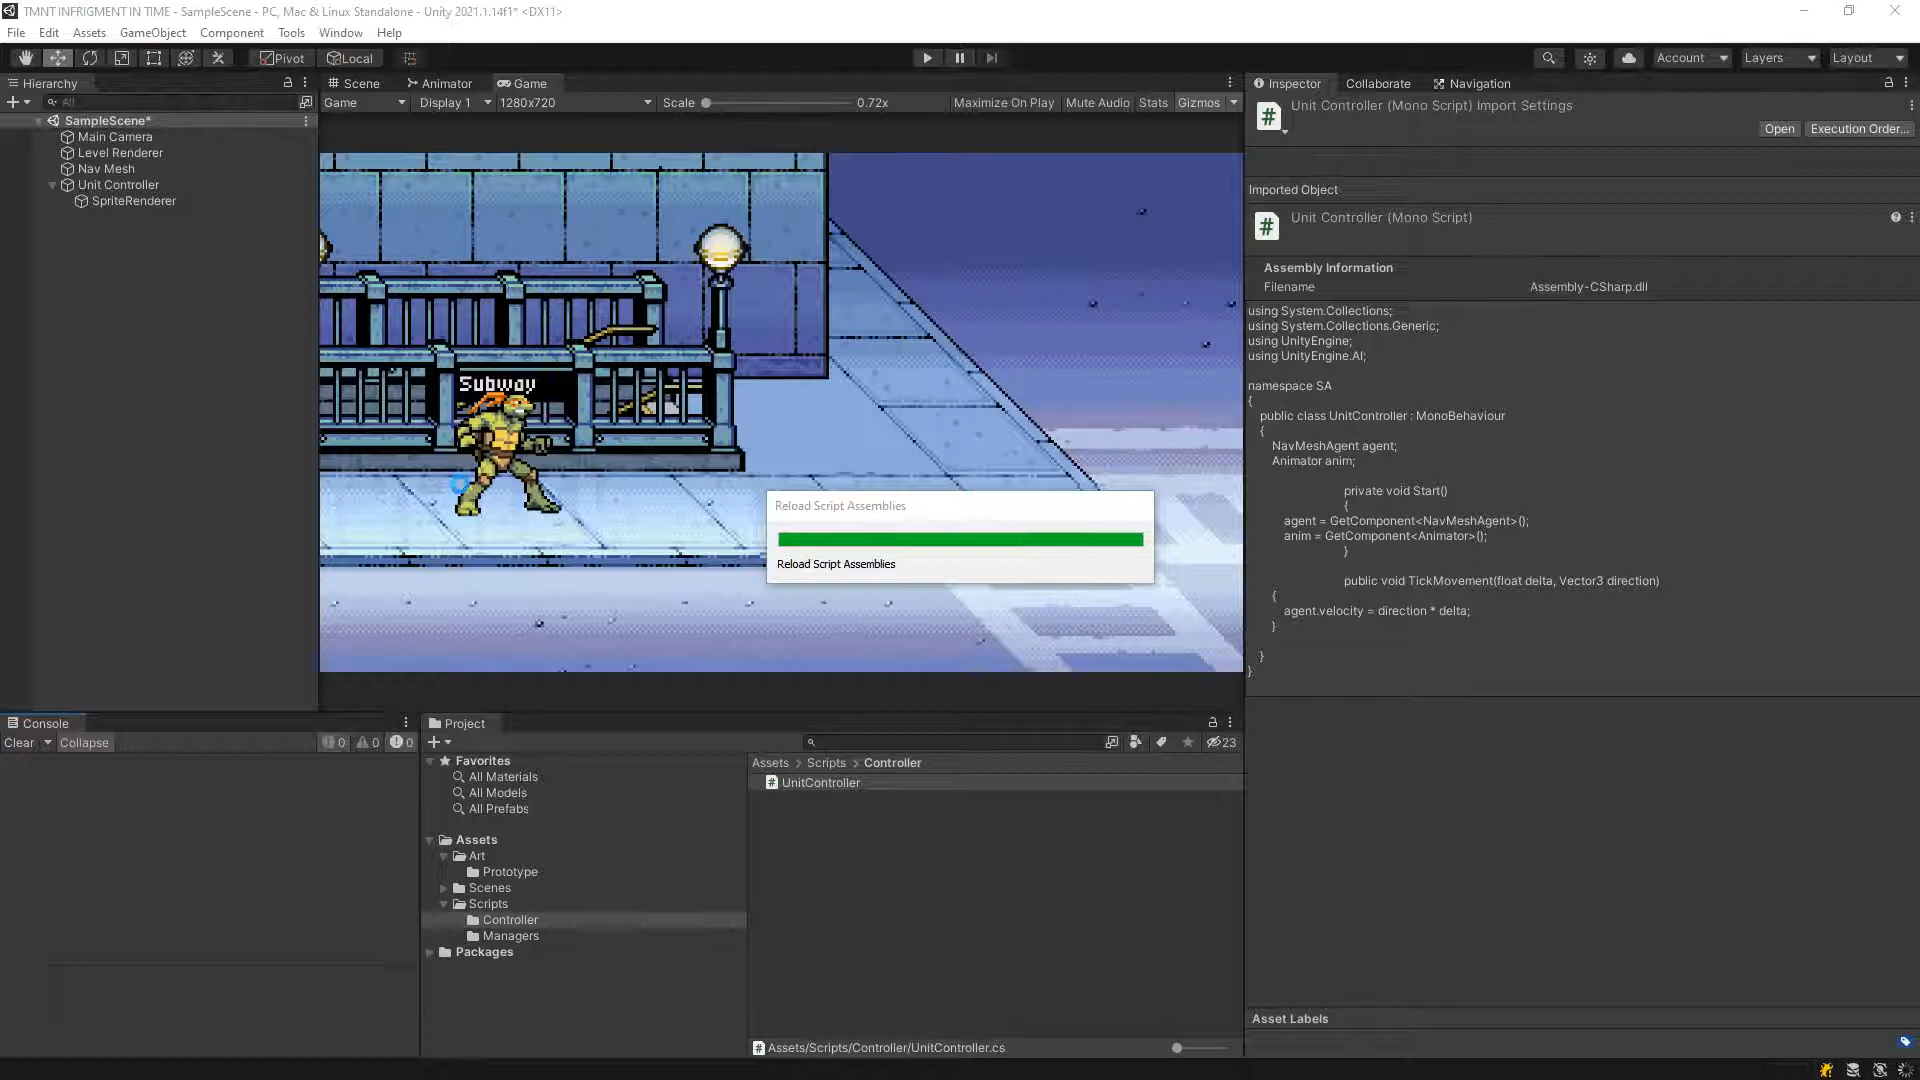 TMNT INFRIGMENT IN TIME - SampleScene - PC, Mac & Linux Standalone - Unity 2021.1.14f1* <DX11>
File Edit Assets GameObject Component Tools Window Help
Pivot Local Account Layers Layout
Hierarchy
All
SampleScene*
Main Camera
Level Renderer
Nav Mesh
Unit Controller
SpriteRenderer
Scene Animator Game
Game Display 1 1280x720 Scale 0.72x Maximize On Play Mute Audio Stats Gizmos
Subway
Reload Script Assemblies
Reload Script Assemblies
Inspector Collaborate Navigation
Unit Controller (Mono Script) Import Settings
Open Execution Order...
Imported Object
Unit Controller (Mono Script)
Assembly Information
Filename Assembly-CSharp.dll
using System.Collections;
using System.Collections.Generic;
using UnityEngine;
using UnityEngine.AI;
namespace SA
{
public class UnitController : MonoBehaviour
{
NavMeshAgent agent;
Animator anim;
private void Start()
{
agent = GetComponent<NavMeshAgent>();
anim = GetComponent<Animator>();
}
public void TickMovement(float delta, Vector3 direction)
{
agent.velocity = direction * delta;
}
}
}
Asset Labels
Console
Clear Collapse 0 0 0
Project
23
Favorites
All Materials
All Models
All Prefabs
Assets
Art
Prototype
Scenes
Scripts
Controller
Managers
Packages
Assets > Scripts > Controller
UnitController
Assets/Scripts/Controller/UnitController.cs